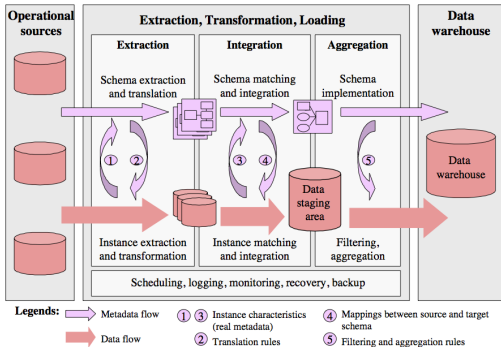 Operational
sources
Extraction, Transformation, Loading
Data
warehouse
Extraction
Integration
Aggregation
Schema extraction
and translation
Schema matching
and integration
Schema
implementation
1
2
3
4
5
Data
staging
area
Data
warehouse
Instance extraction
and transformation
Instance matching
and integration
Filtering,
aggregation
Scheduling, logging, monitoring, recovery, backup
Legends:
Metadata flow
Data flow
1 3 Instance characteristics
(real metadata)
2 Translation rules
4 Mappings between source and target
schema
5 Filtering and aggregation rules